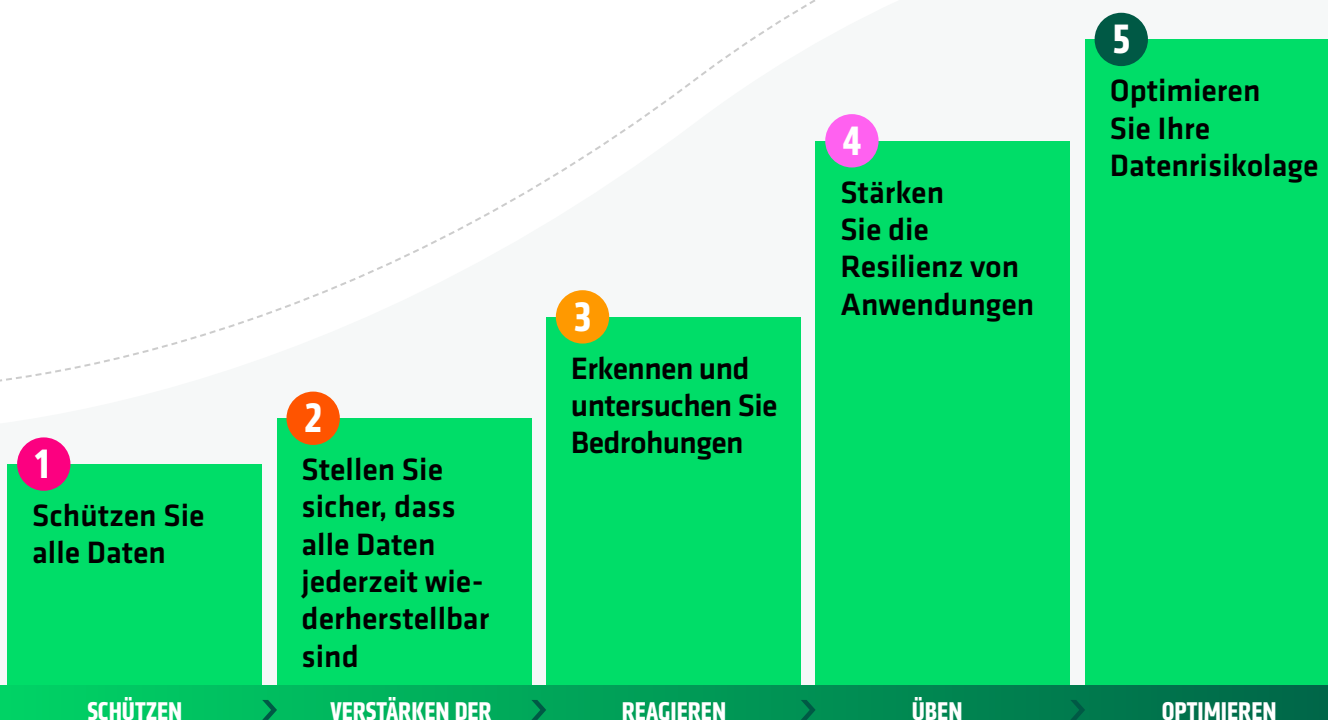 1
Schützen Sie
alle Daten
2
Stellen Sie
sicher, dass
alle Daten
jederzeit wie-
derherstellbar
sind
3
Erkennen und
untersuchen Sie
Bedrohungen
4
Stärken
Sie die
Resilienz von
Anwendungen
5
Optimieren
Sie Ihre
Datenrisikolage
SCHÜTZEN
VERSTÄRKEN DER
REAGIEREN
ÜBEN
OPTIMIEREN